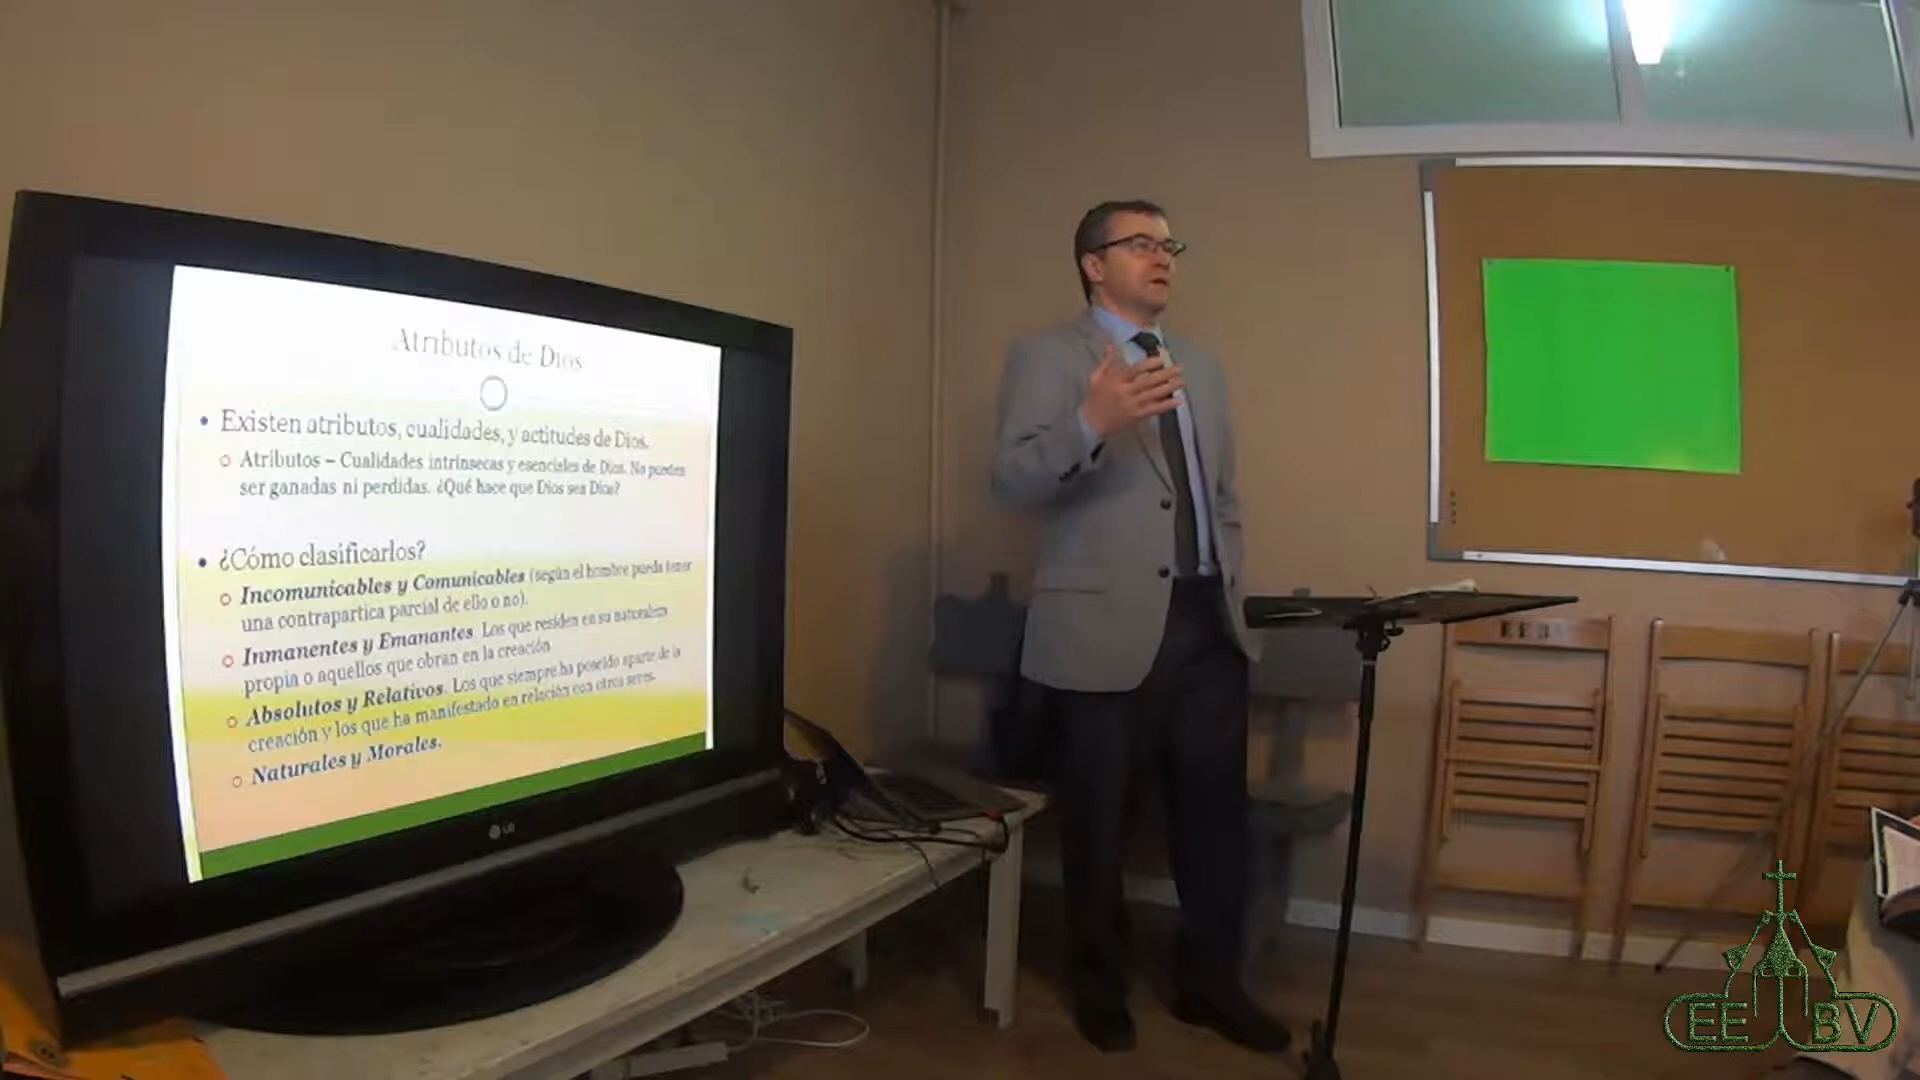 Atributos de Dios
Existen atributos, cualidades, y actitudes de Dios.
Atributos – Cualidades intrínsecas y esenciales de Dios. No pueden
ser ganadas ni perdidas. ¿Qué hace que Dios sea Dios?
¿Cómo clasificarlos?
Incomunicables y Comunicables (según el hombre pueda tener
una contrapartica parcial de ello o no).
Inmanentes y Emanantes. Los que residen en su naturaleza
propia o aquellos que obran en la creación
Absolutos y Relativos. Los que siempre ha poseido aparte de la
creación y los que ha manifestado en relación con otros seres.
Naturales y Morales.
LG
EEB
EE BV